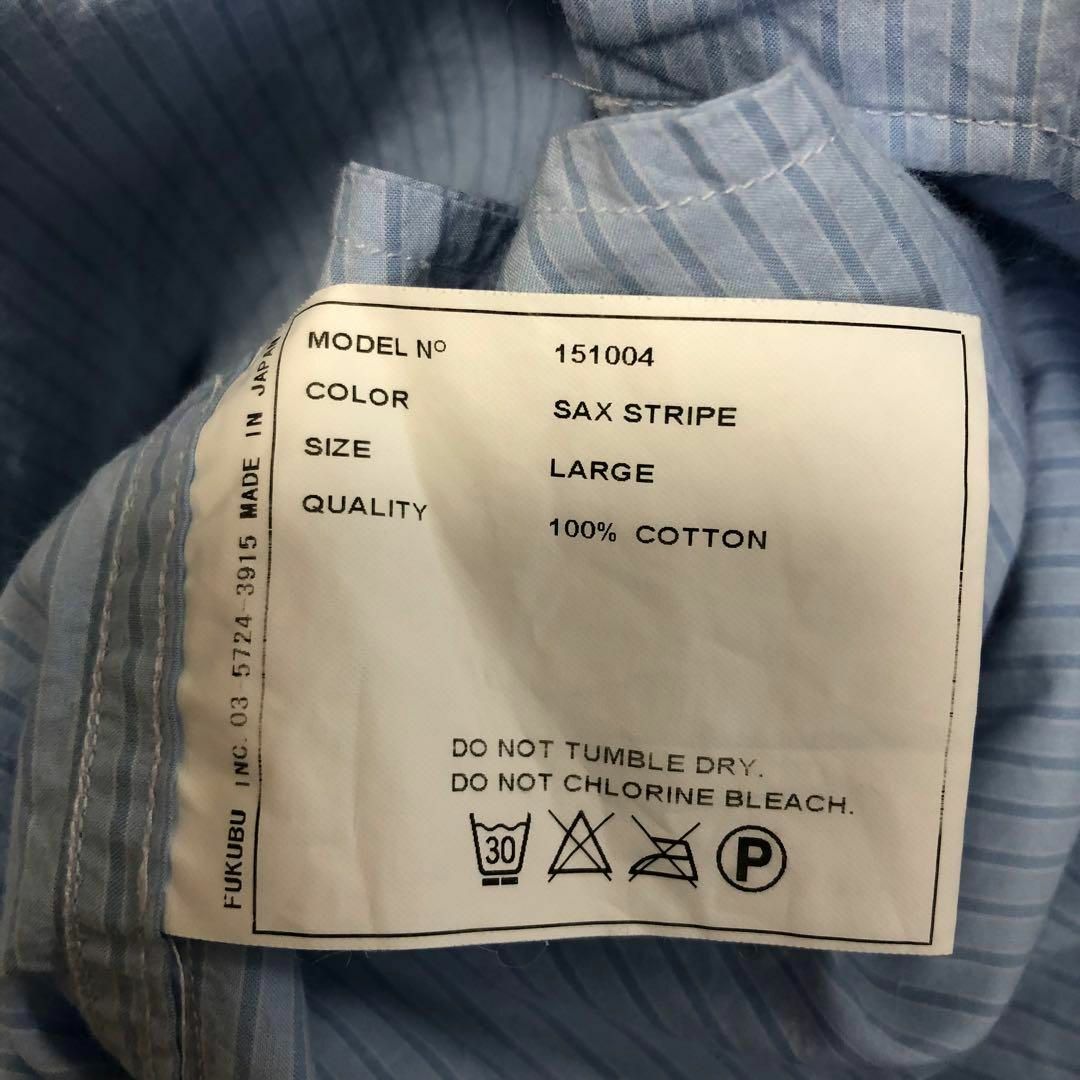 MODEL Nº 151004
COLOR SAX STRIPE
SIZE LARGE
QUALITY 100% COTTON
DO NOT TUMBLE DRY.
DO NOT CHLORINE BLEACH.
30 P
FUKUBU INC. 03-5724-3915 MADE IN JAPAN